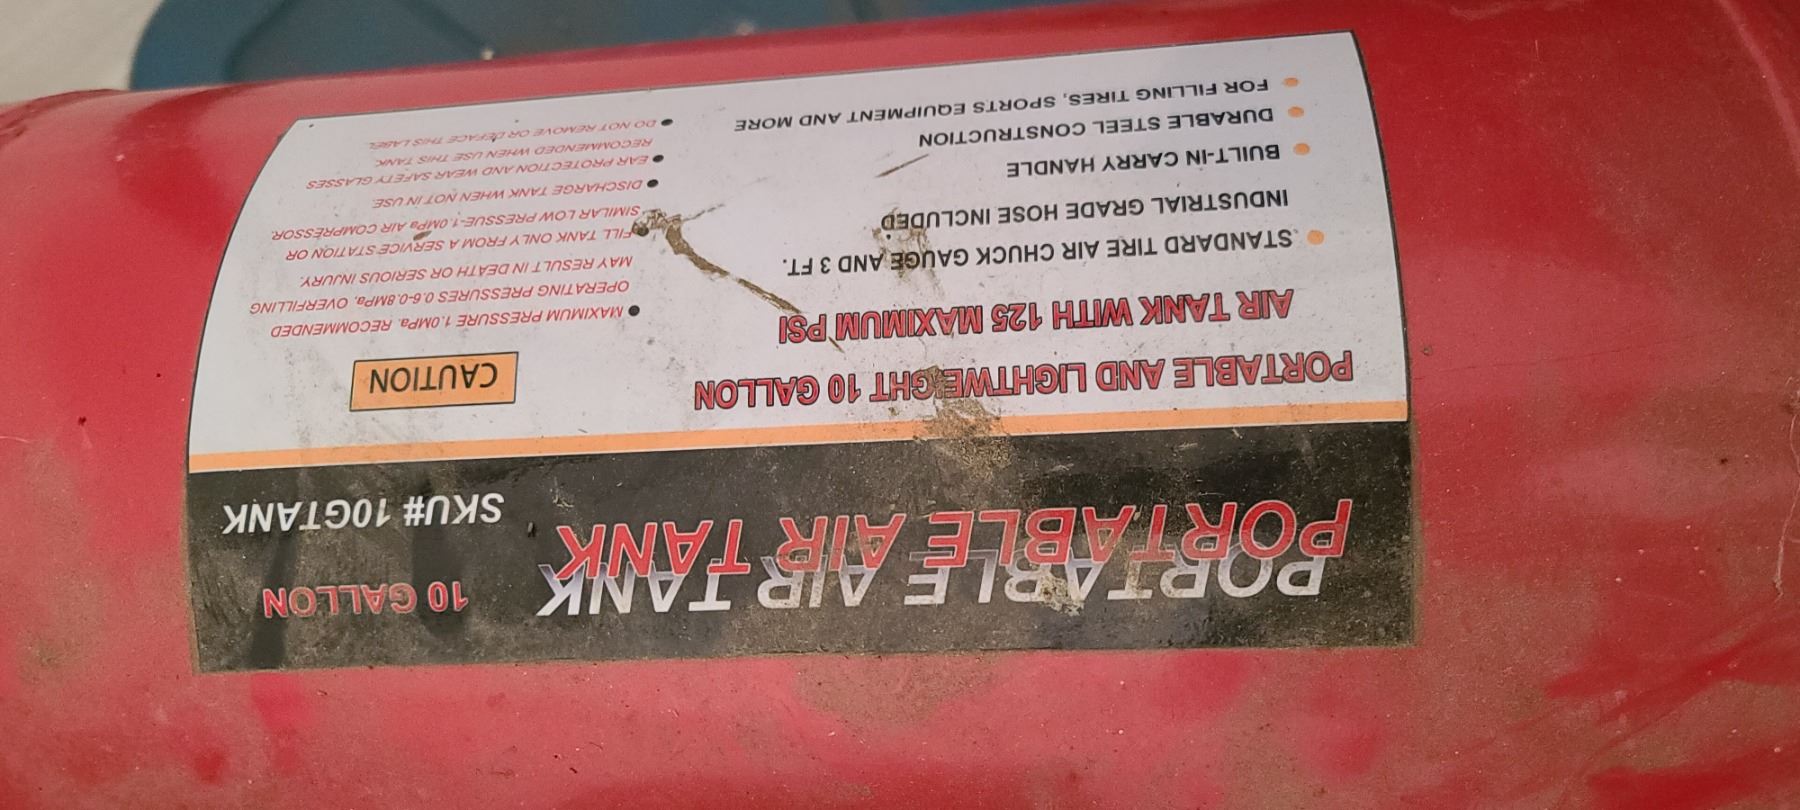 PORTABLE AIR TANK
PORTABLE AIR TANK
10 GALLON
SKU# 10GTANK
PORTABLE AND LIGHTWEIGHT 10 GALLON
AIR TANK WITH 125 MAXIMUM PSI
STANDARD TIRE AIR CHUCK GAUGE AND 3 FT.
INDUSTRIAL GRADE HOSE INCLUDED
BUILT-IN CARRY HANDLE
DURABLE STEEL CONSTRUCTION
FOR FILLING TIRES, SPORTS EQUIPMENT AND MORE
CAUTION
MAXIMUM PRESSURE 1.0MPa. RECOMMENDED
OPERATING PRESSURES 0.6-0.8MPa, OVERFILLING
MAY RESULT IN DEATH OR SERIOUS INJURY.
FILL TANK ONLY FROM A SERVICE STATION OR
SIMILAR LOW PRESSUE-1.0MPa AIR COMPRESSOR.
DISCHARGE TANK WHEN NOT IN USE.
EAR PROTECTION AND WEAR SAFETY GLASSES
RECOMMENDED WHEN USE THIS TANK.
DO NOT REMOVE OR DEFACE THIS LABEL